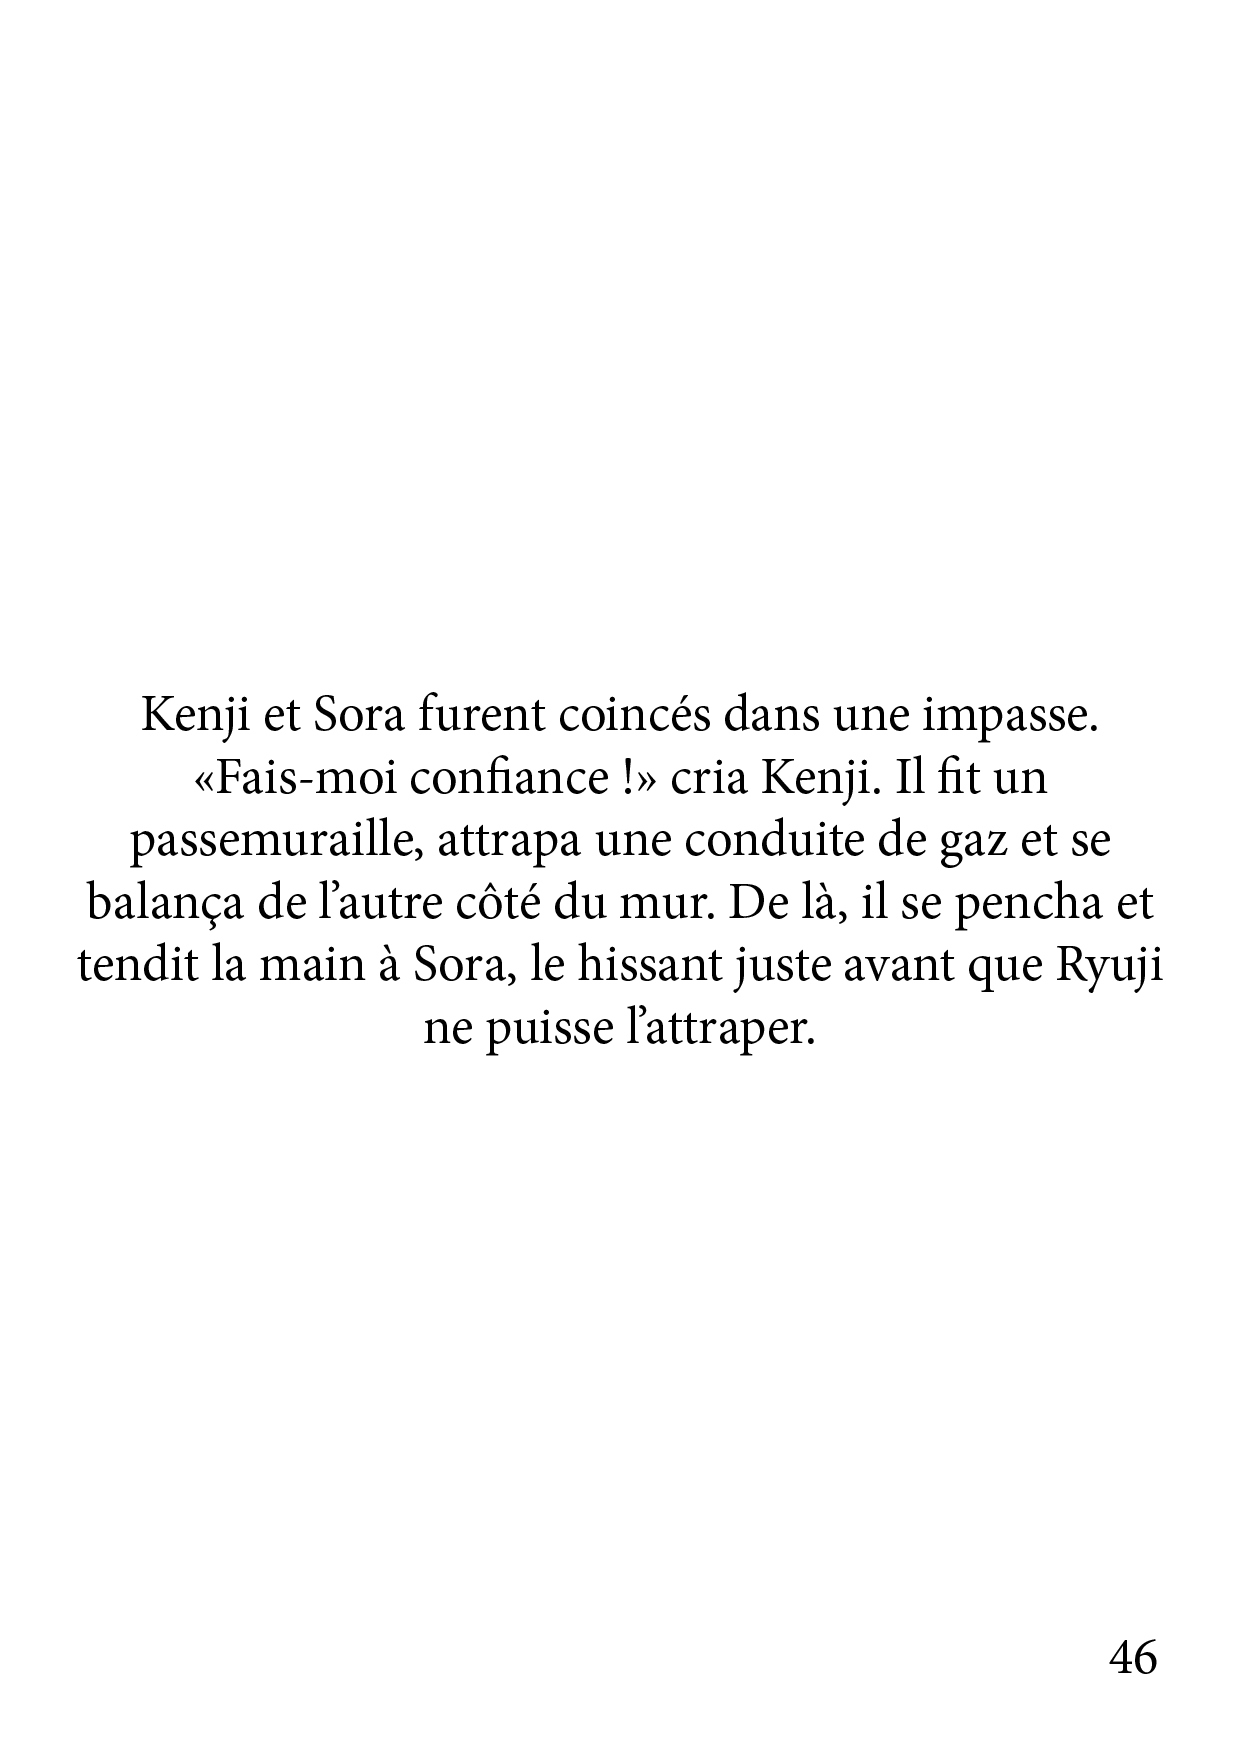 Kenji et Sora furent coincés dans une impasse.
«Fais-moi confiance !» cria Kenji. Il fit un
passemuraille, attrapa une conduite de gaz et se
balança de l’autre côté du mur. De là, il se pencha et
tendit la main à Sora, le hissant juste avant que Ryuji
ne puisse l’attraper.
46